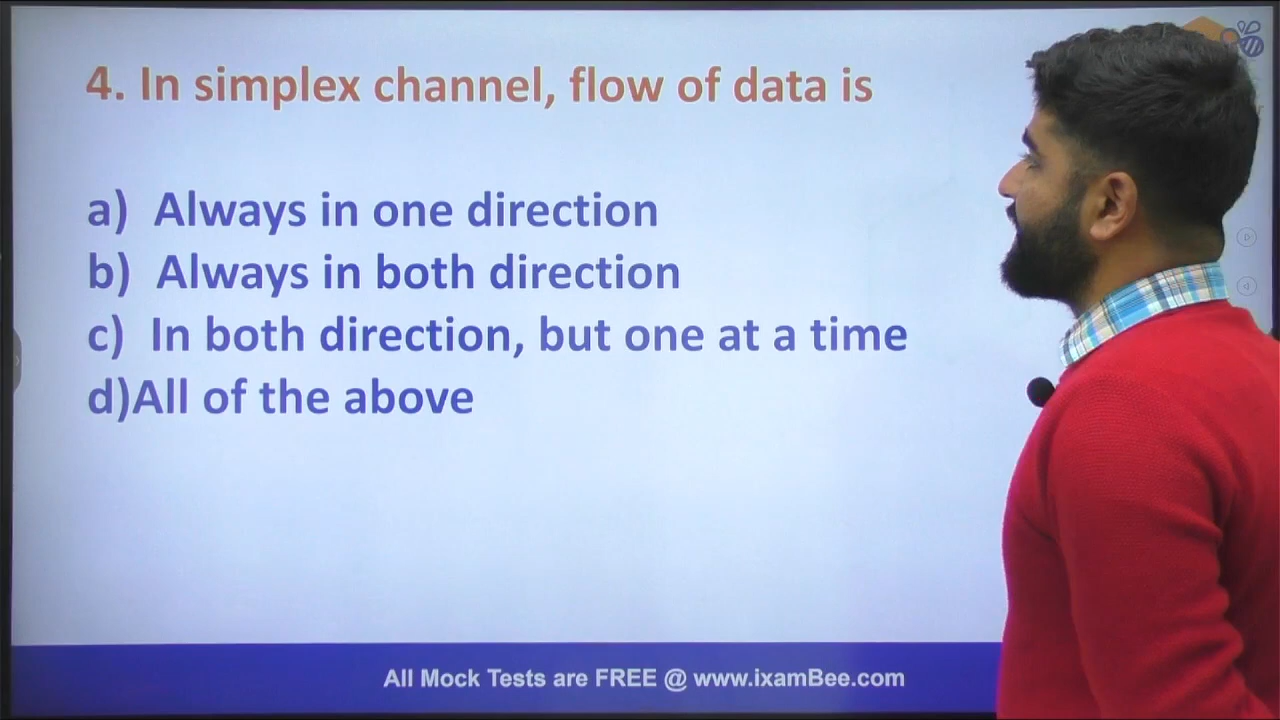 4. In simplex channel, flow of data is
a) Always in one direction
b) Always in both direction
c) In both direction, but one at a time
d)All of the above
All Mock Tests are FREE @ www.ixamBee.com